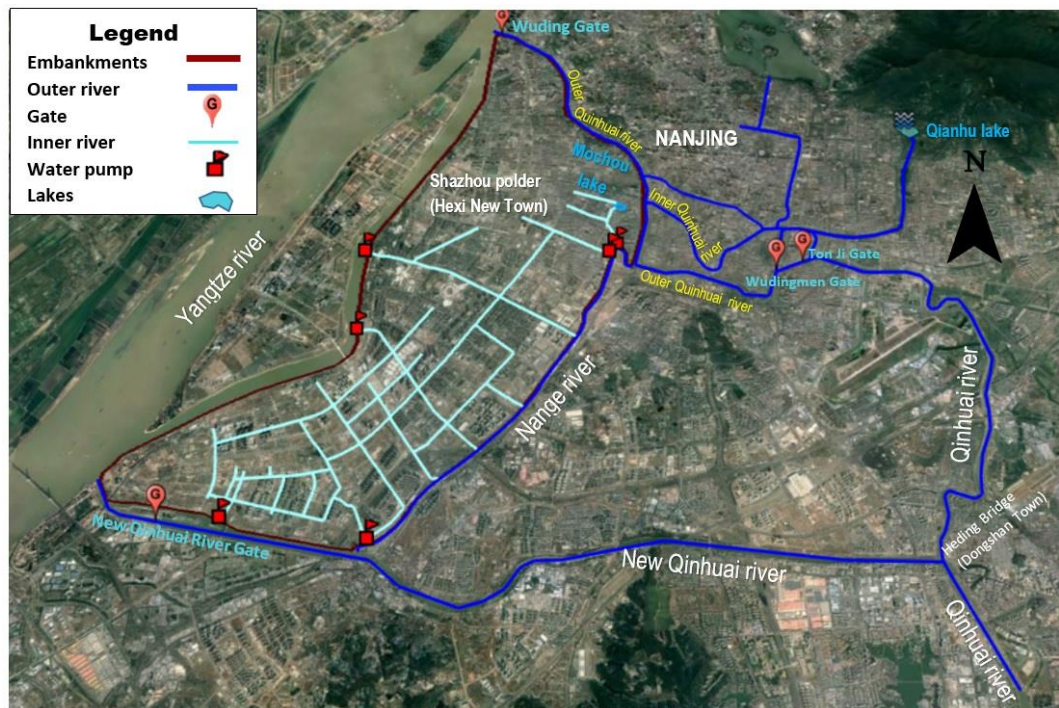 Legend
Embankments
Outer river
Gate
G
Inner river
Water pump
Lakes
G
Wuding Gate
Outer
Quinhuai river
NANJING
Qianhu lake
N
Mochou
lake
Shazhou polder
(Hexi New Town)
Inner Quinhuai
river
Yangtze river
G
G
Ton Ji Gate
Wudingmen Gate
Outer Quinhuai river
Nange river
Qinhuai river
G
New Qinhuai River Gate
Heding Bridge
(Dongshan Town)
New Qinhuai river
Qinhuai river